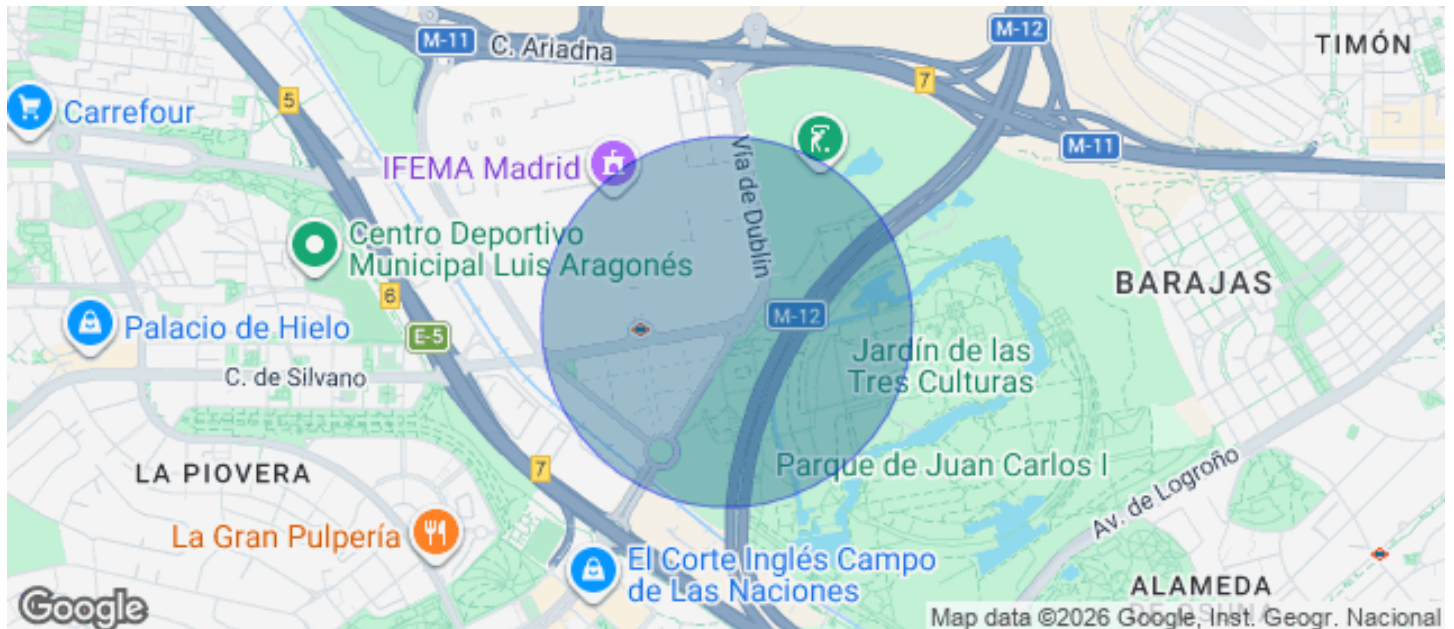 M-11
C. Ariadna
M-12
TIMÓN
5
7
Carrefour
M-11
IFEMA Madrid
Vía de Dublín
Centro Deportivo
Municipal Luis Aragonés
BARAJAS
6
M-12
Palacio de Hielo
E-5
Jardín de las
Tres Culturas
C. de Silvano
LA PIOVERA
7
Parque de Juan Carlos I
Av. de Logroño
La Gran Pulpería
El Corte Inglés Campo
de Las Naciones
ALAMEDA
DE OSUNA
Google
Map data ©2026 Google, Inst. Geogr. Nacional